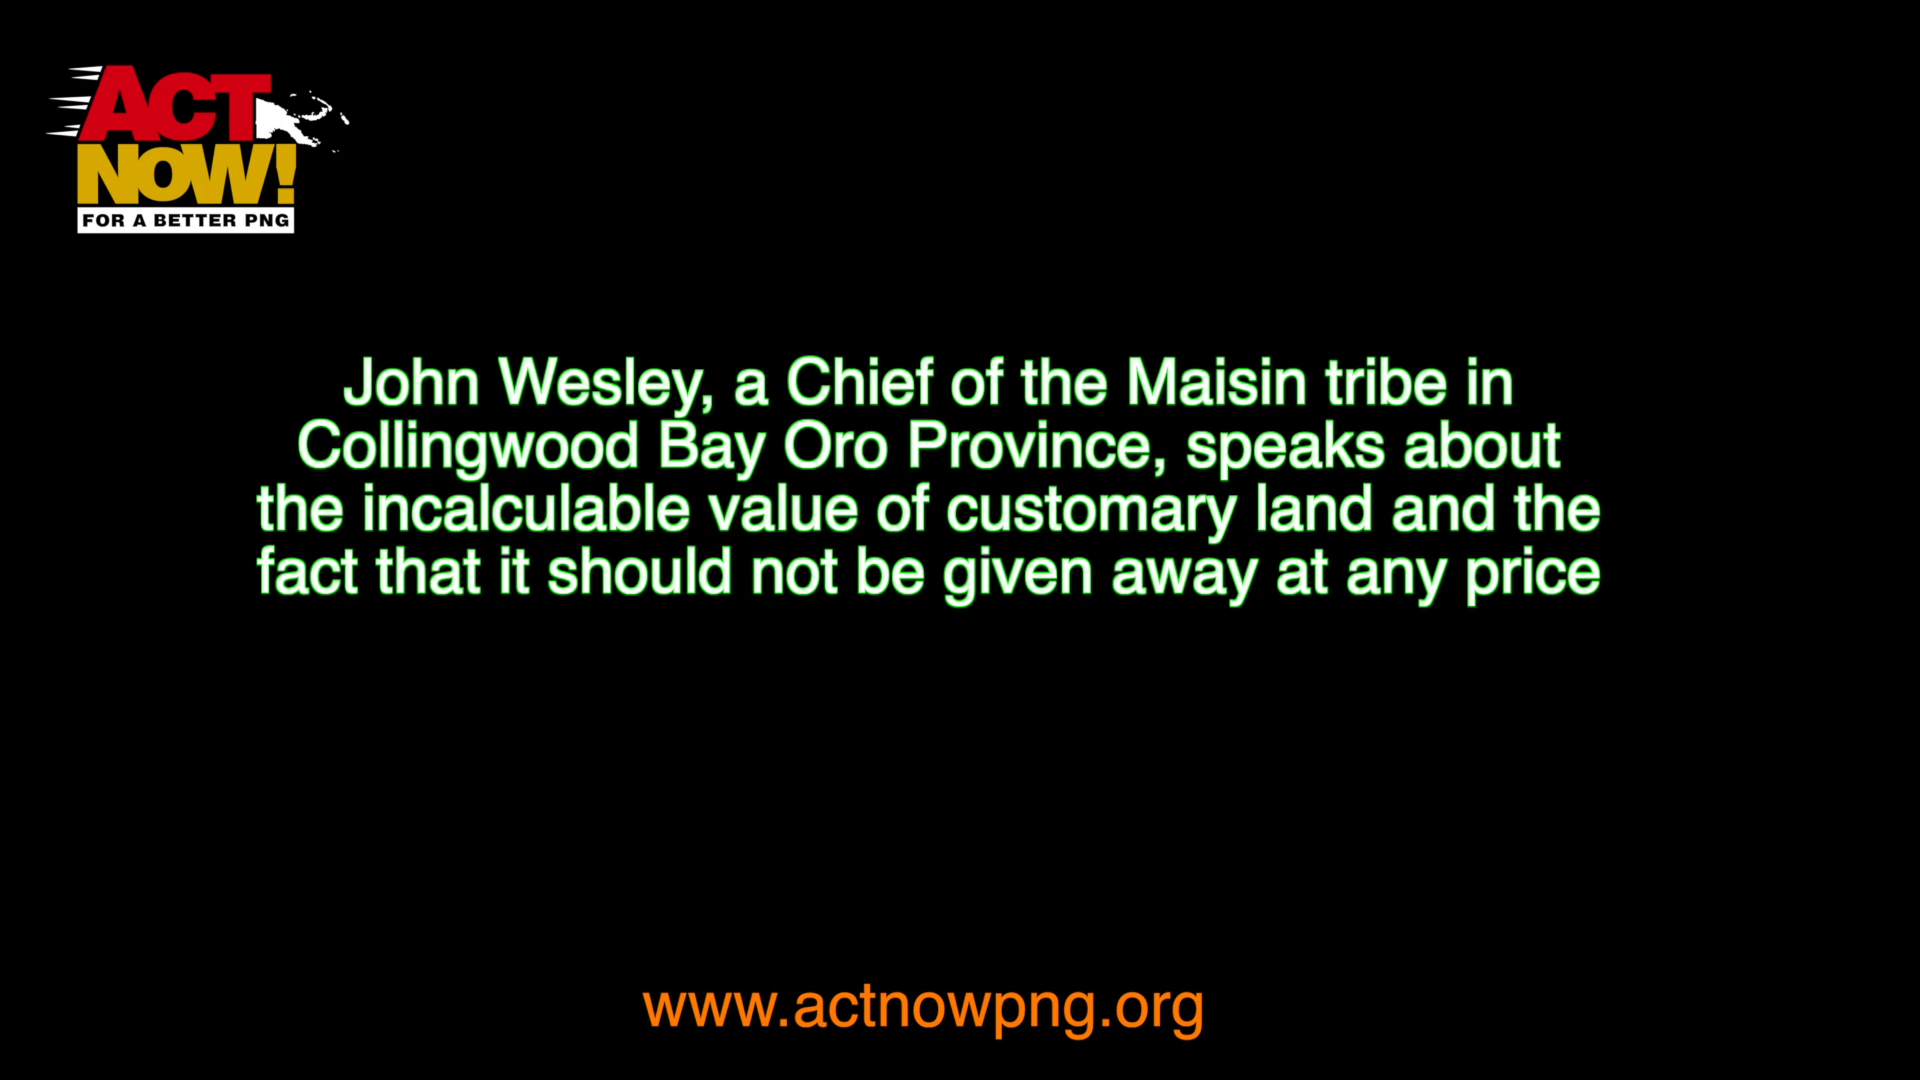 ACT
NOW!
FOR A BETTER PNG
John Wesley, a Chief of the Maisin tribe in
Collingwood Bay Oro Province, speaks about
the incalculable value of customary land and the
fact that it should not be given away at any price
www.actnowpng.org